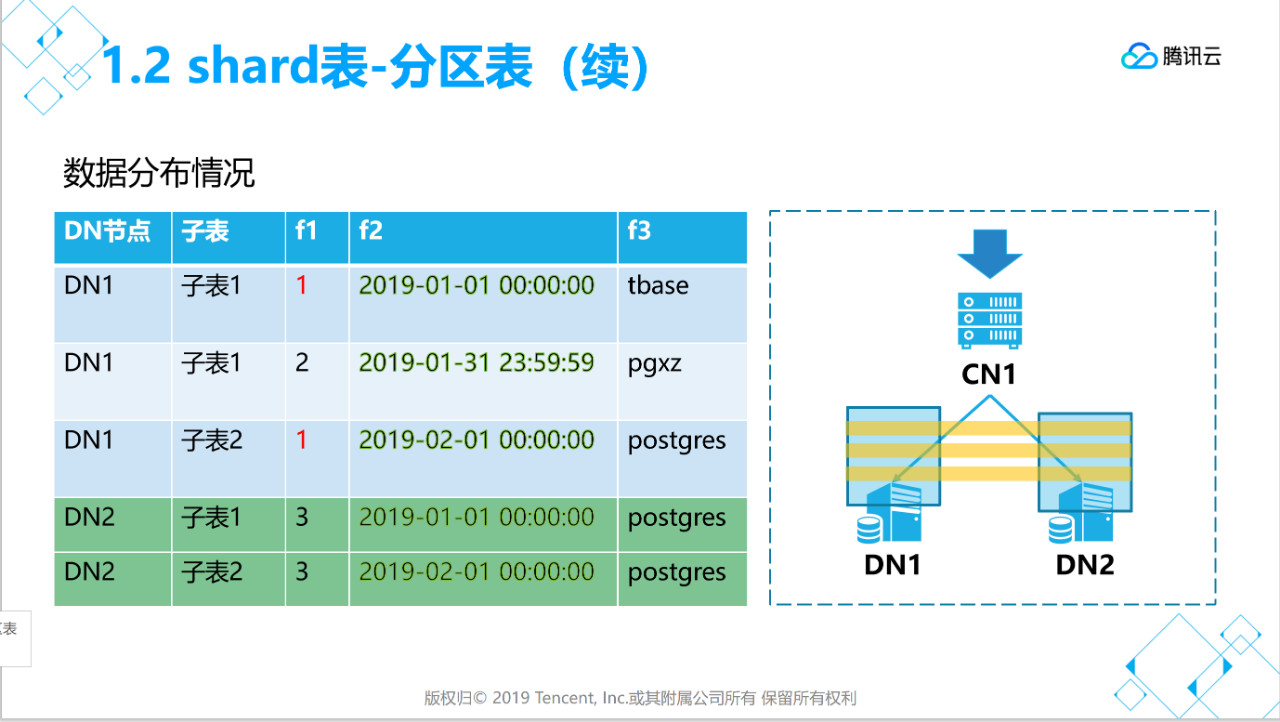 1.2 shard表-分区表（续）
腾讯云
数据分布情况
DN节点 子表 f1 f2 f3
DN1 子表1 1 2019-01-01 00:00:00 tbase
DN1 子表1 2 2019-01-31 23:59:59 pgxz
DN1 子表2 1 2019-02-01 00:00:00 postgres
DN2 子表1 3 2019-01-01 00:00:00 postgres
DN2 子表2 3 2019-02-01 00:00:00 postgres
CN1
DN1 DN2
表
版权归© 2019 Tencent, Inc.或其附属公司所有 保留所有权利